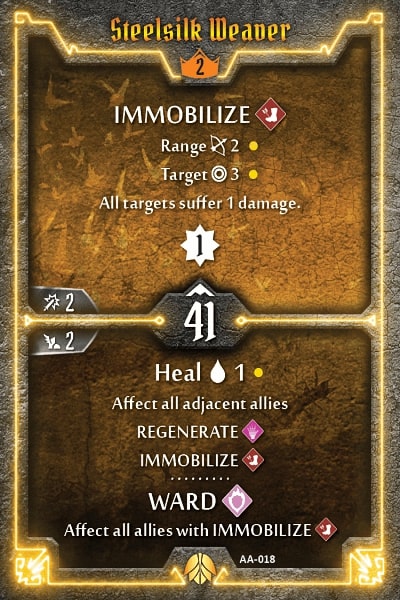 Steelsilk Weaver
2
IMMOBILIZE
Range 2
Target 3
All targets suffer 1 damage.
1
2
41
2
Heal 1
Affect all adjacent allies
REGENERATE
IMMOBILIZE
WARD
Affect all allies with IMMOBILIZE
AA-018